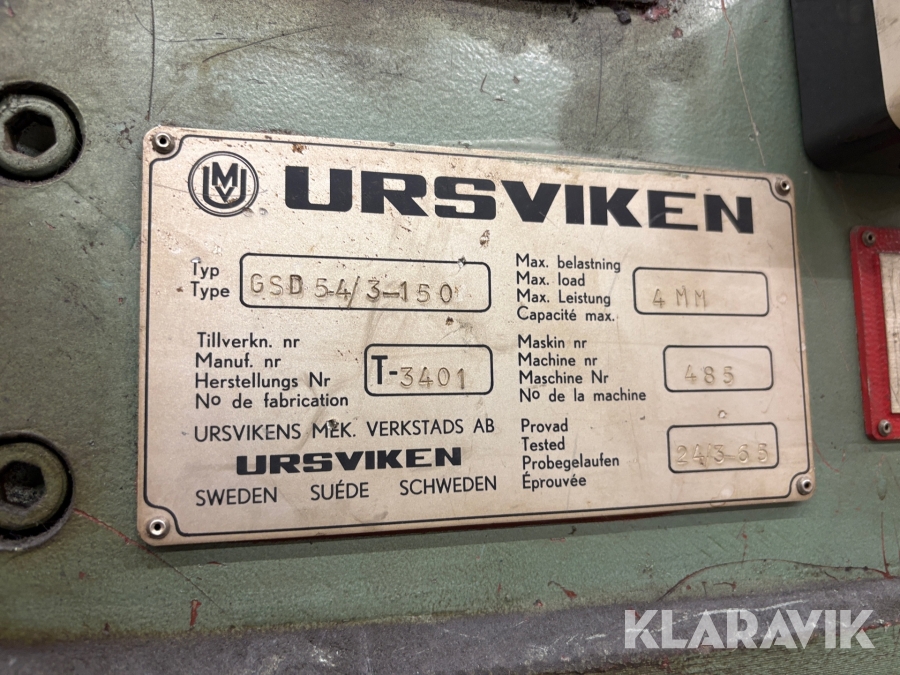 UMV URSVIKEN
Typ
Type GSD 54/3-150
Max. belastning
Max. load
Max. Leistung
Capacité max. 4 MM
Tillverkn. nr
Manuf. nr
Herstellungs Nr
Nº de fabrication T-3401
Maskin nr
Machine nr
Maschine Nr
Nº de la machine 485
URSVIKENS MEK. VERKSTADS AB
URSVIKEN
SWEDEN SUÉDE SCHWEDEN
Provad
Tested
Probegelaufen
Éprouvée
KLARAVIK